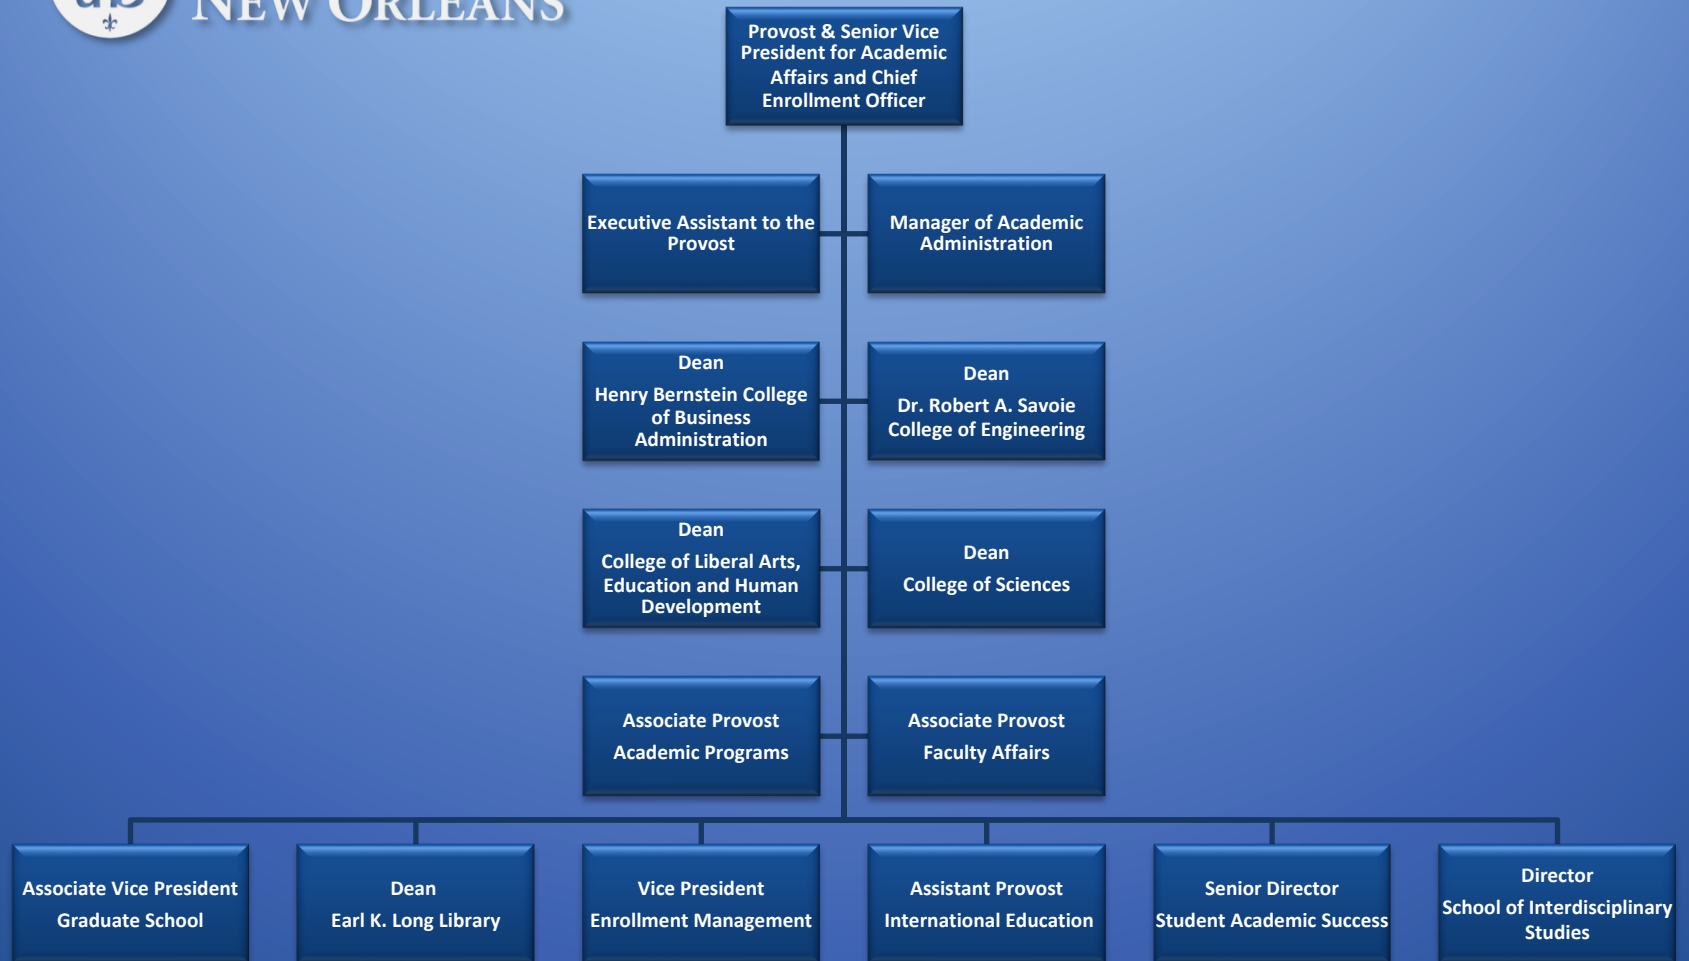 NEW ORLEANS
Provost & Senior Vice
President for Academic
Affairs and Chief
Enrollment Officer
Executive Assistant to the
Provost
Manager of Academic
Administration
Dean
Henry Bernstein College
of Business
Administration
Dean
Dr. Robert A. Savoie
College of Engineering
Dean
College of Liberal Arts,
Education and Human
Development
Dean
College of Sciences
Associate Provost
Academic Programs
Associate Provost
Faculty Affairs
Associate Vice President
Graduate School
Dean
Earl K. Long Library
Vice President
Enrollment Management
Assistant Provost
International Education
Senior Director
Student Academic Success
Director
School of Interdisciplinary
Studies